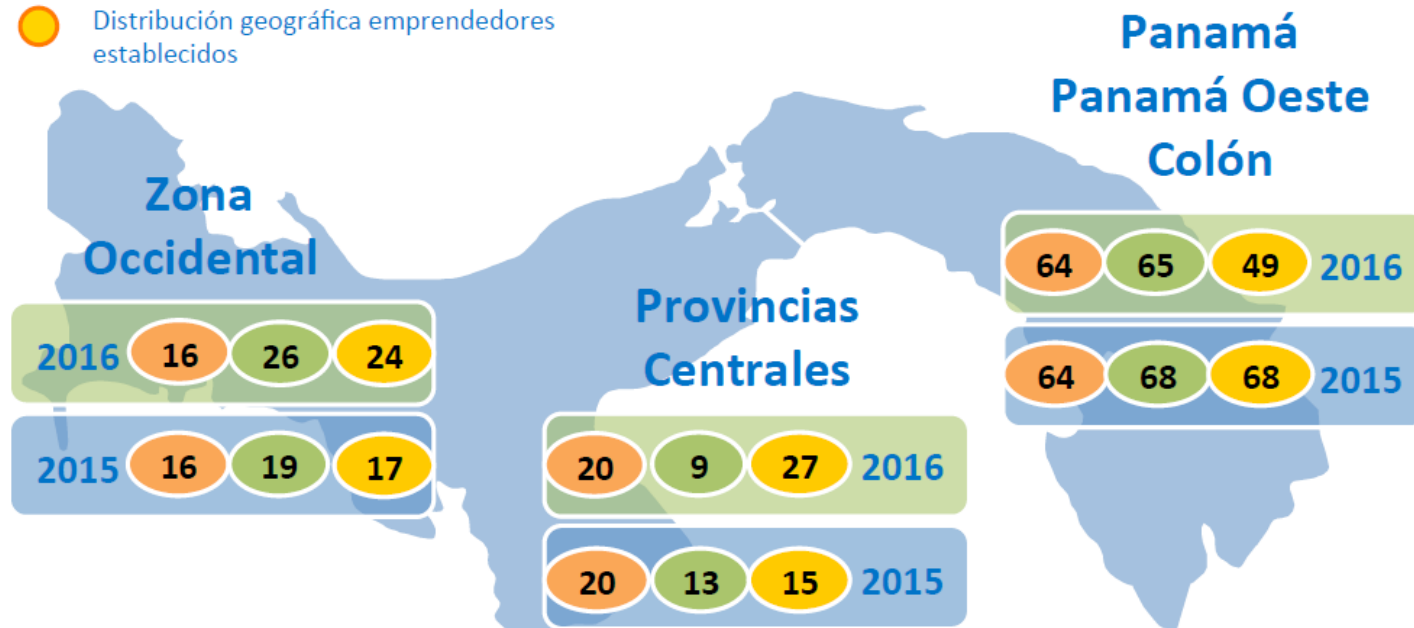 Distribución geográfica emprendedores
establecidos
Panamá
Panamá Oeste
Colón
64 65 49 2016
64 68 68 2015
Zona
Occidental
2016 16 26 24
2015 16 19 17
Provincias
Centrales
20 9 27 2016
20 13 15 2015